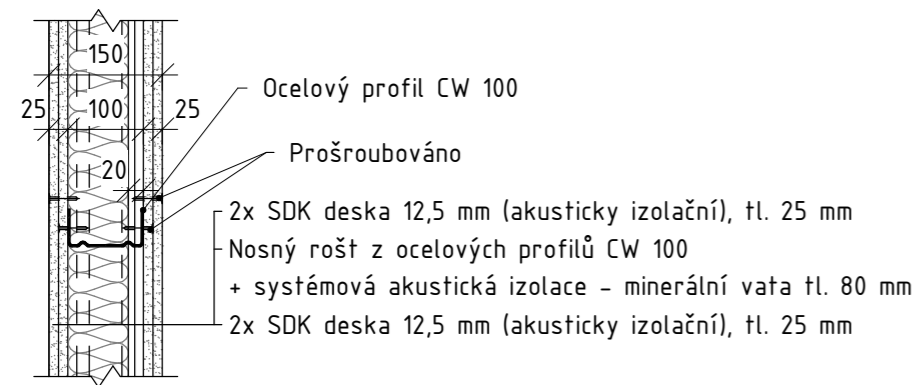 150
25
100
25
20
Ocelový profil CW 100
Prošroubováno
2x SDK deska 12,5 mm (akusticky izolační), tl. 25 mm
Nosný rošt z ocelových profilů CW 100
+ systémová akustická izolace - minerální vata tl. 80 mm
2x SDK deska 12,5 mm (akusticky izolační), tl. 25 mm